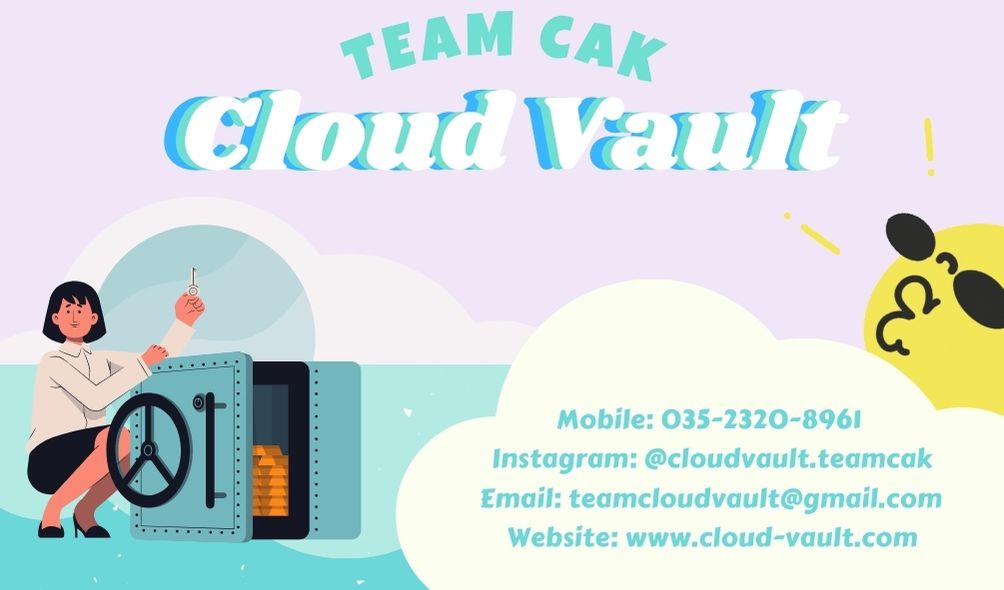 TEAM CAK
Cloud Vault
Mobile: 035-2320-8961
Instagram: @cloudvault.teamcak
Email: teamcloudvault@gmail.com
Website: www.cloud-vault.com